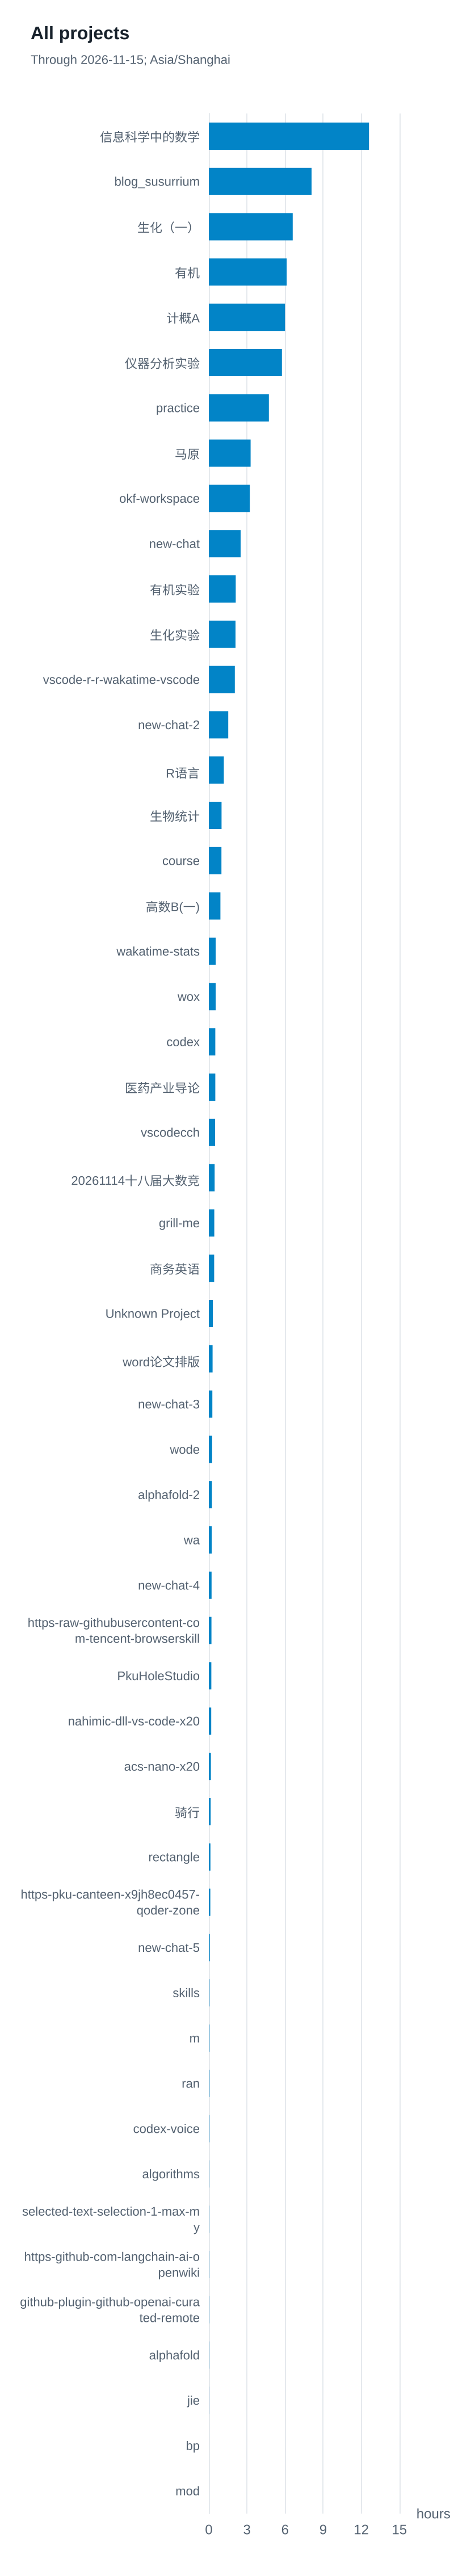 All projects
Through 2026-11-15; Asia/Shanghai
信息科学中的数学
blog_susurrium
生化（一）
有机
计概A
仪器分析实验
practice
马原
okf-workspace
new-chat
有机实验
生化实验
vscode-r-r-wakatime-vscode
new-chat-2
R语言
生物统计
course
高数B(一)
wakatime-stats
wox
codex
医药产业导论
vscodecch
20261114十八届大数竞
grill-me
商务英语
Unknown Project
word论文排版
new-chat-3
wode
alphafold-2
wa
new-chat-4
https-raw-githubusercontent-co
m-tencent-browserskill
PkuHoleStudio
nahimic-dll-vs-code-x20
acs-nano-x20
骑行
rectangle
https-pku-canteen-x9jh8ec0457-
qoder-zone
new-chat-5
skills
m
ran
codex-voice
algorithms
selected-text-selection-1-max-m
y
https-github-com-langchain-ai-o
penwiki
github-plugin-github-openai-cura
ted-remote
alphafold
jie
bp
mod
hours
0 3 6 9 12 15